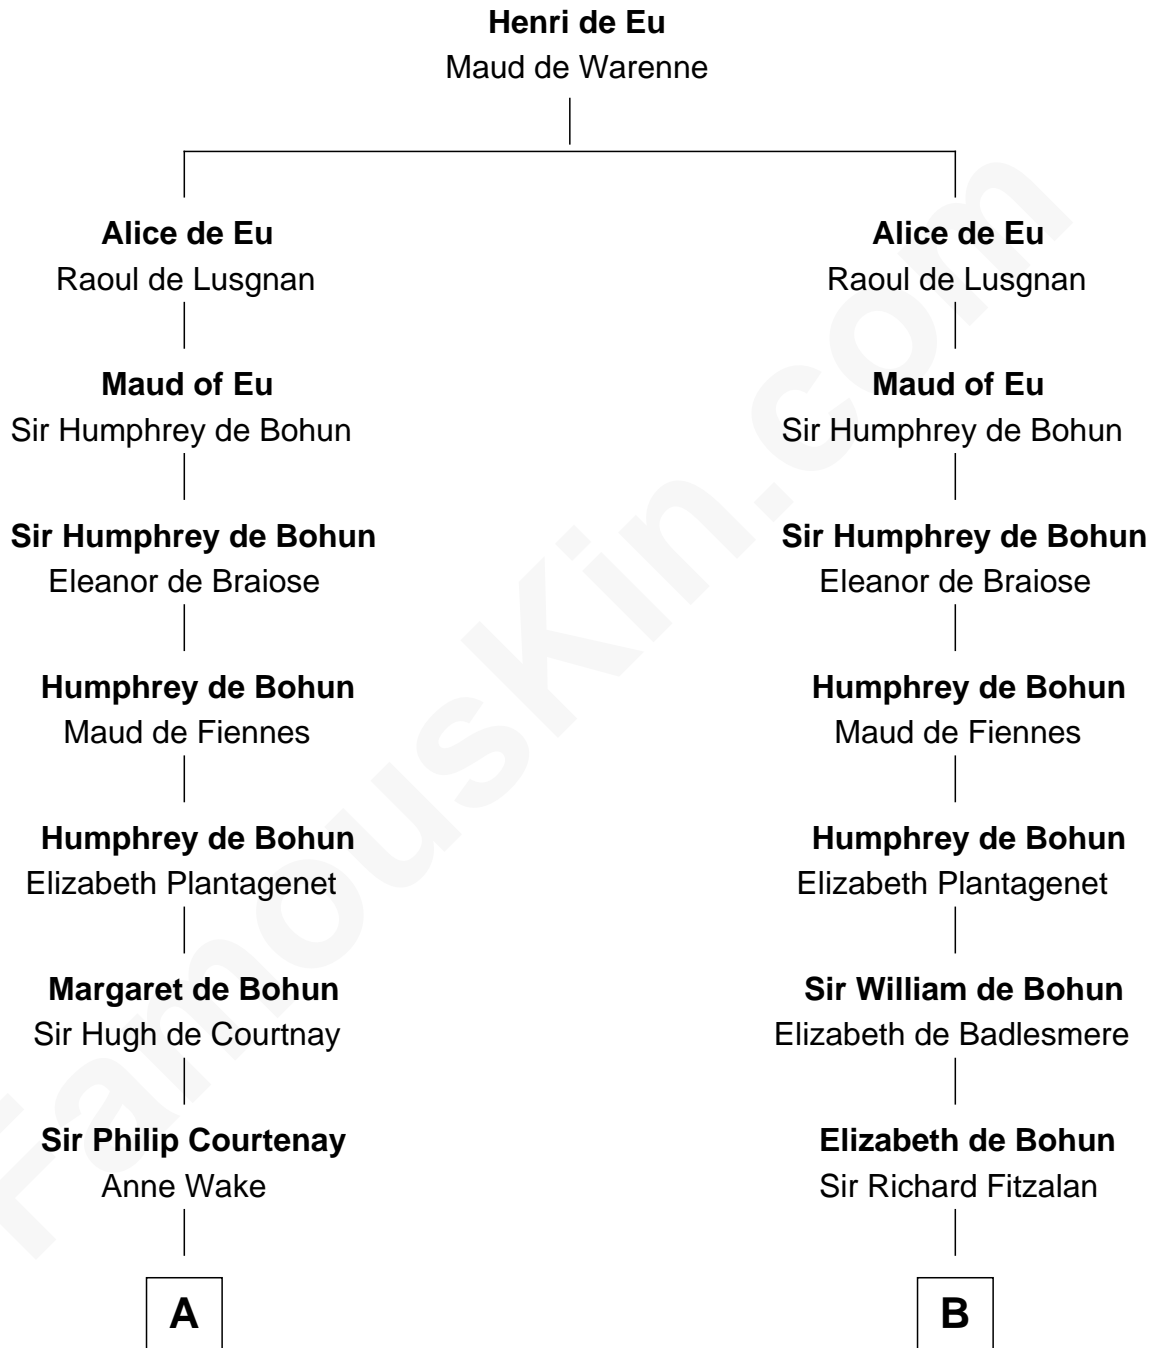 Henri de Eu
Maud de Warenne
Alice de Eu
Raoul de Lusgnan
Maud of Eu
Sir Humphrey de Bohun
Sir Humphrey de Bohun
Eleanor de Braiose
Humphrey de Bohun
Maud de Fiennes
Humphrey de Bohun
Elizabeth Plantagenet
Margaret de Bohun
Sir Hugh de Courtnay
Sir Philip Courtenay
Anne Wake
A
Alice de Eu
Raoul de Lusgnan
Maud of Eu
Sir Humphrey de Bohun
Sir Humphrey de Bohun
Eleanor de Braiose
Humphrey de Bohun
Maud de Fiennes
Humphrey de Bohun
Elizabeth Plantagenet
Sir William de Bohun
Elizabeth de Badlesmere
Elizabeth de Bohun
Sir Richard Fitzalan
B
FamousKin.com